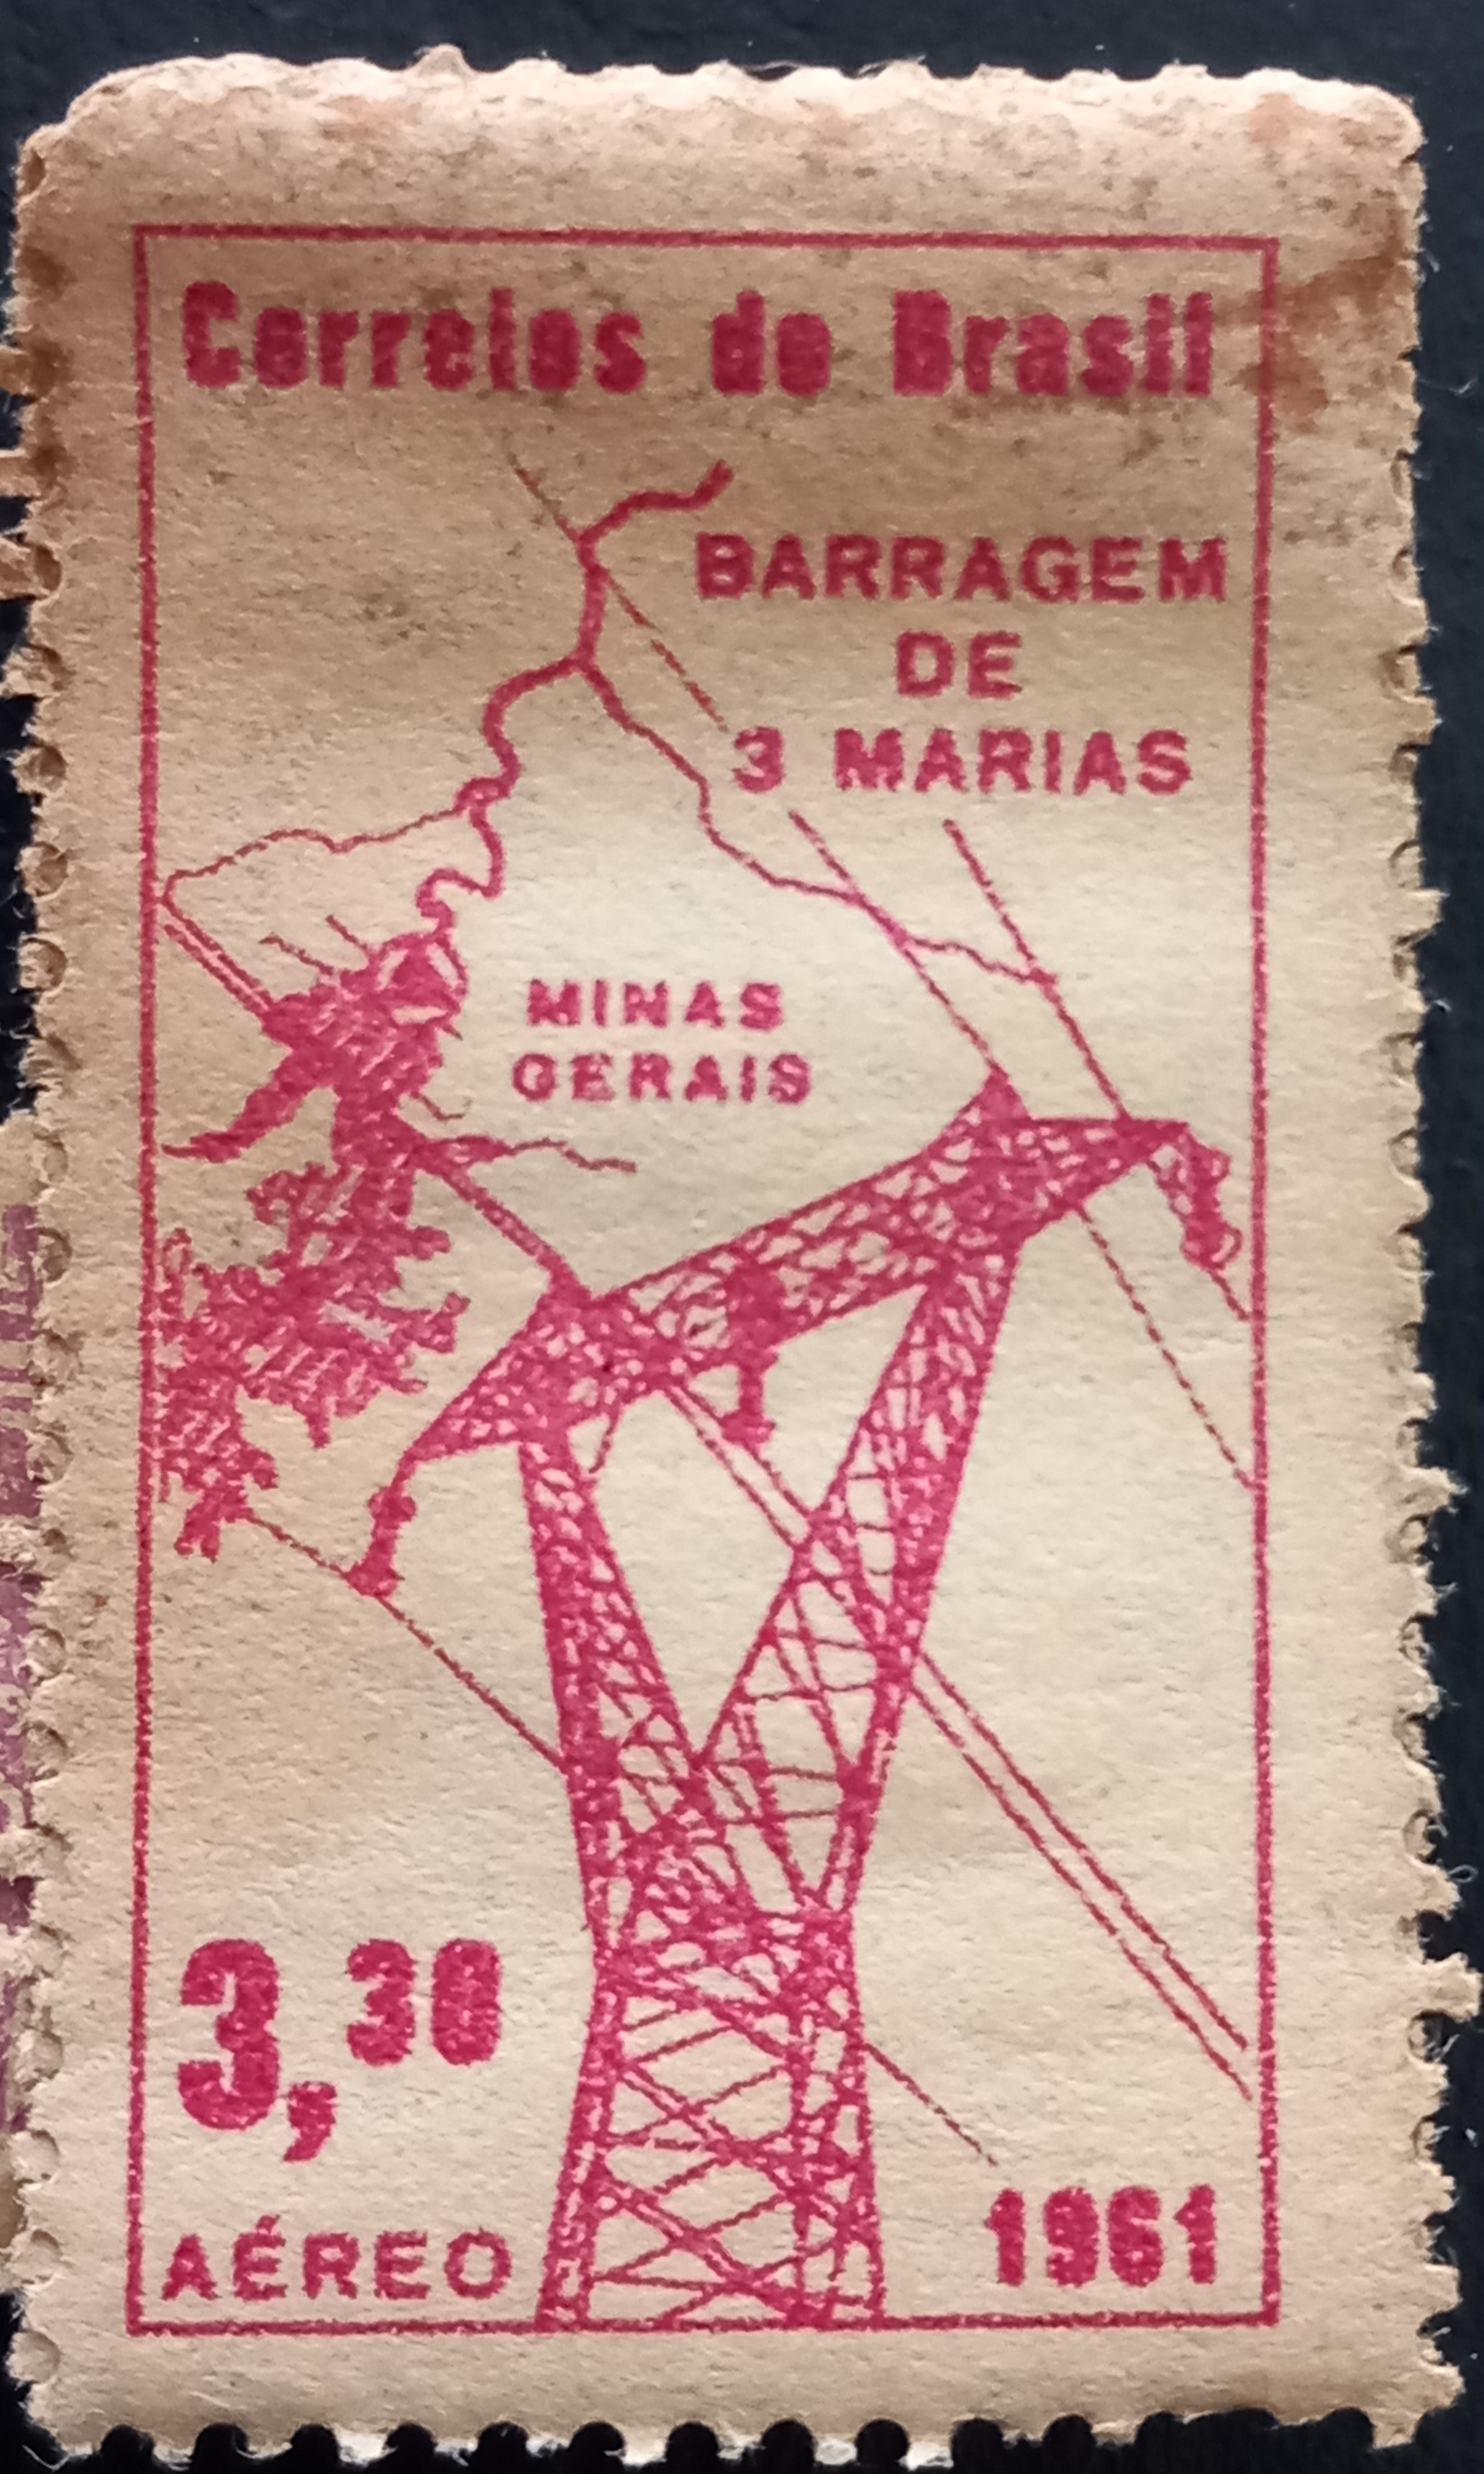 Correios do Brasil
BARRAGEM
DE
3 MARIAS
MINAS
GERAIS
3,30
AÉREO
1961